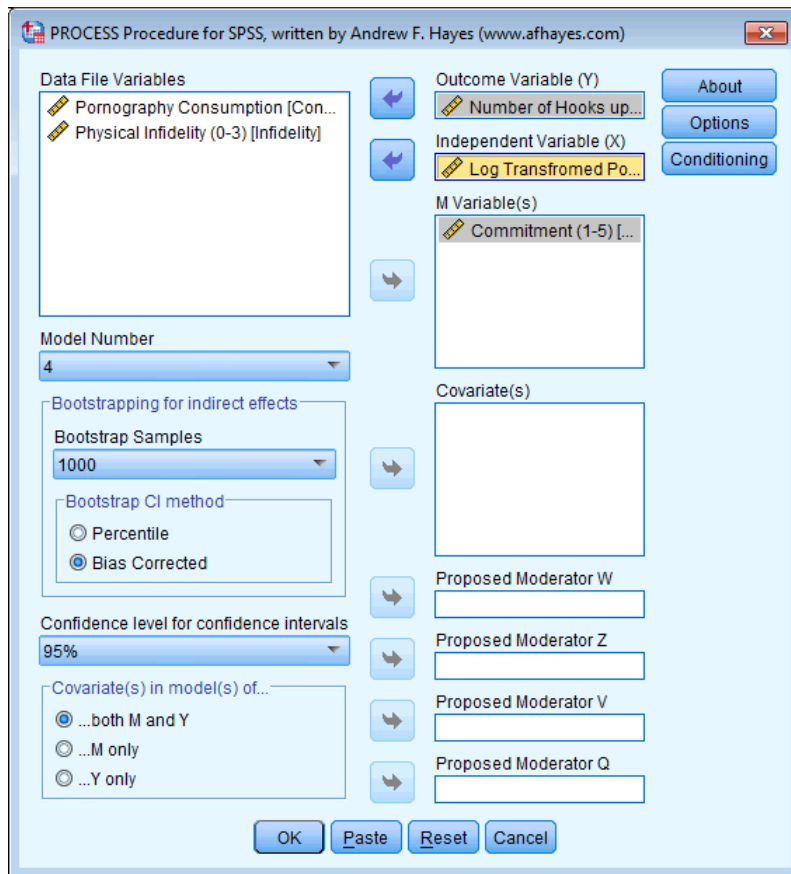 PROCESS Procedure for SPSS, written by Andrew F. Hayes (www.afhayes.com)
Data File Variables
Pornography Consumption [Con...
Physical Infidelity (0-3) [Infidelity]
Outcome Variable (Y)
Number of Hooks up...
Independent Variable (X)
Log Transfromed Po...
M Variable(s)
Commitment (1-5) [...
About
Options
Conditioning
Model Number
4
Bootstrapping for indirect effects
Bootstrap Samples
1000
Bootstrap CI method
Percentile
Bias Corrected
Confidence level for confidence intervals
95%
Covariate(s) in model(s) of...
...both M and Y
...M only
...Y only
Covariate(s)
Proposed Moderator W
Proposed Moderator Z
Proposed Moderator V
Proposed Moderator Q
OK
Paste
Reset
Cancel